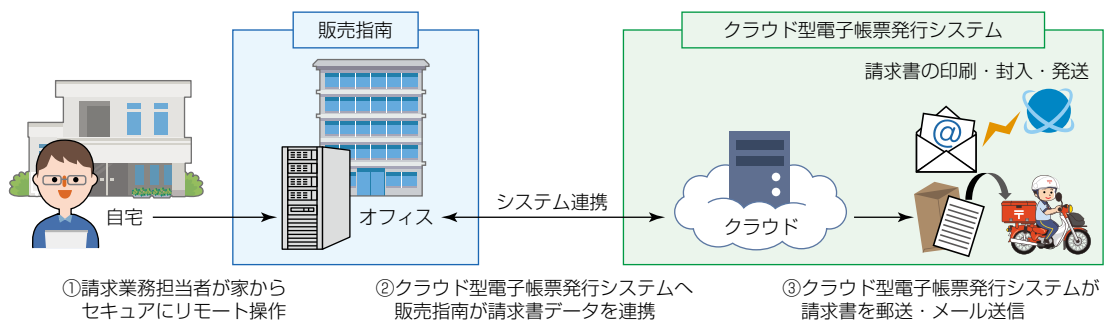 販売指南
クラウド型電子帳票発行システム
請求書の印刷・封入・発送
@
自宅
オフィス
システム連携
クラウド
〒
①請求業務担当者が家から
セキュアにリモート操作
②クラウド型電子帳票発行システムへ
販売指南が請求書データを連携
③クラウド型電子帳票発行システムが
請求書を郵送・メール送信